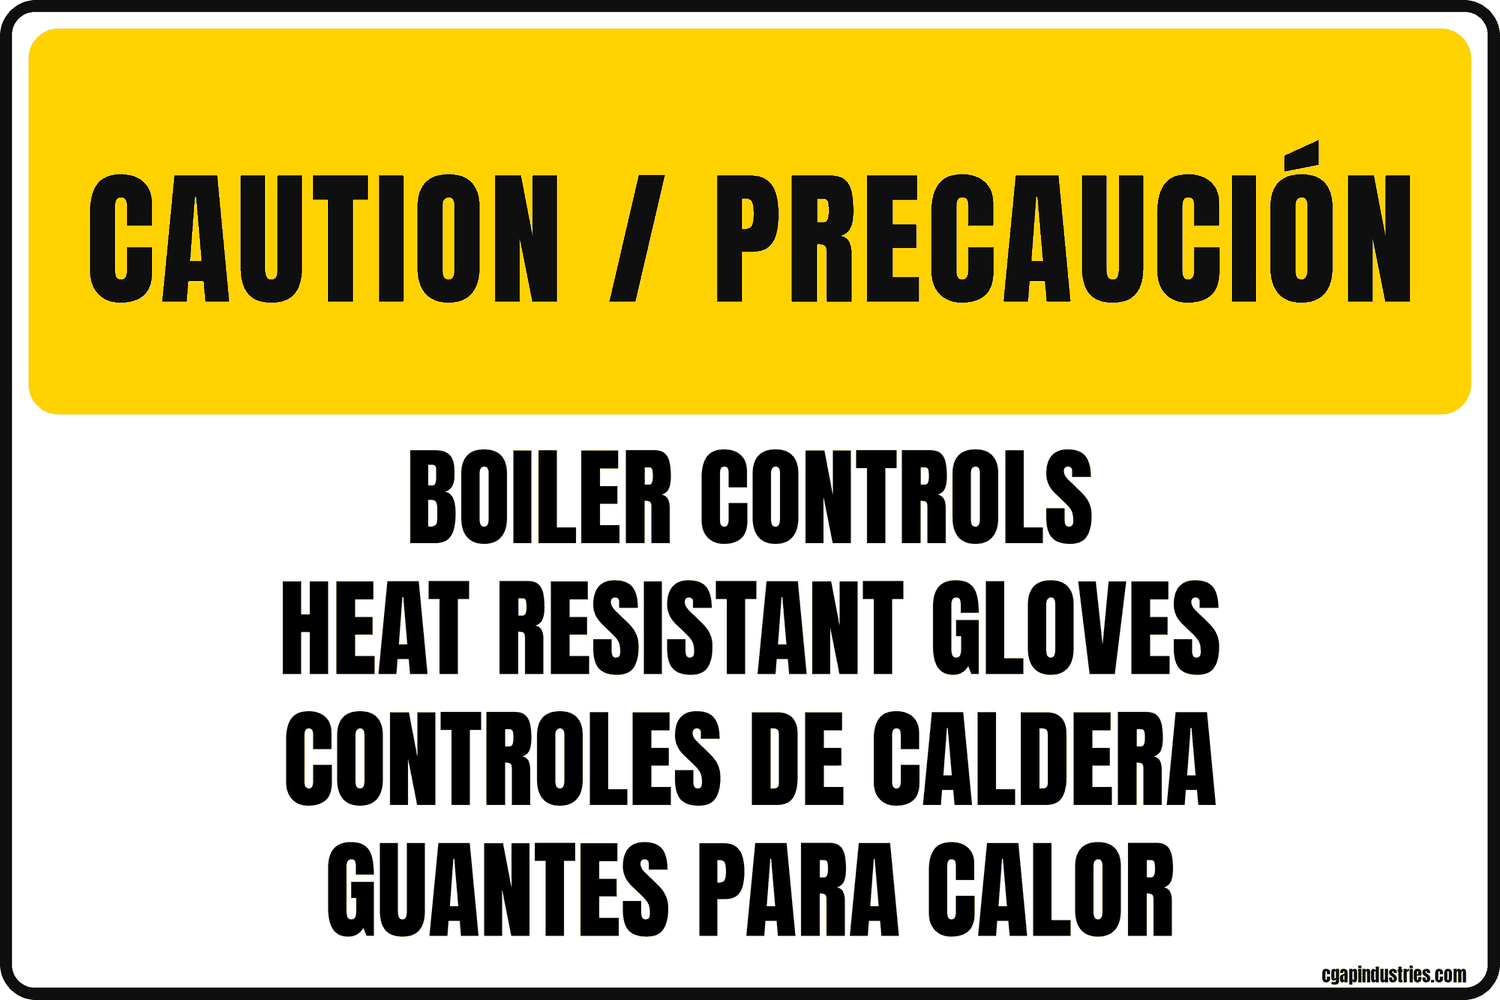 CAUTION / PRECAUCIÓN
BOILER CONTROLS
HEAT RESISTANT GLOVES
CONTROLES DE CALDERA
GUANTES PARA CALOR
cgapindustries.com